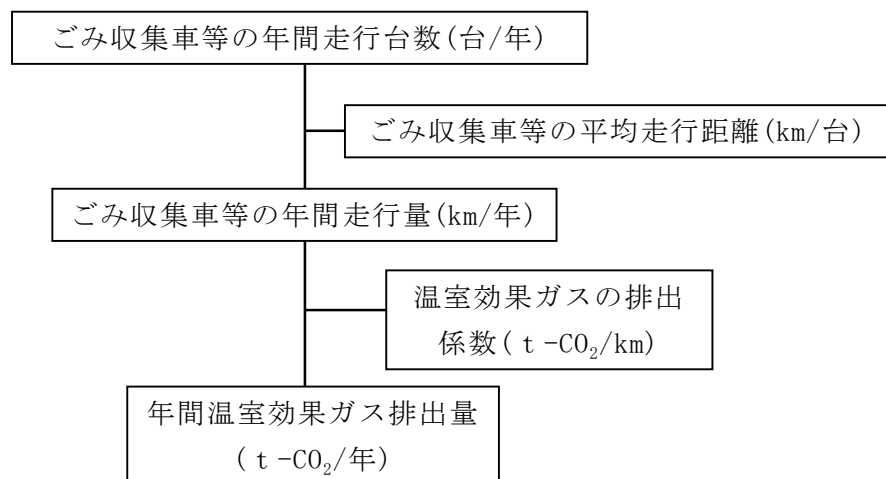 ごみ収集車等の年間走行台数(台/年)
ごみ収集車等の平均走行距離(km/台)
ごみ収集車等の年間走行量(km/年)
温室効果ガスの排出
係数(ｔ-CO₂/km)
年間温室効果ガス排出量
(ｔ-CO₂/年)